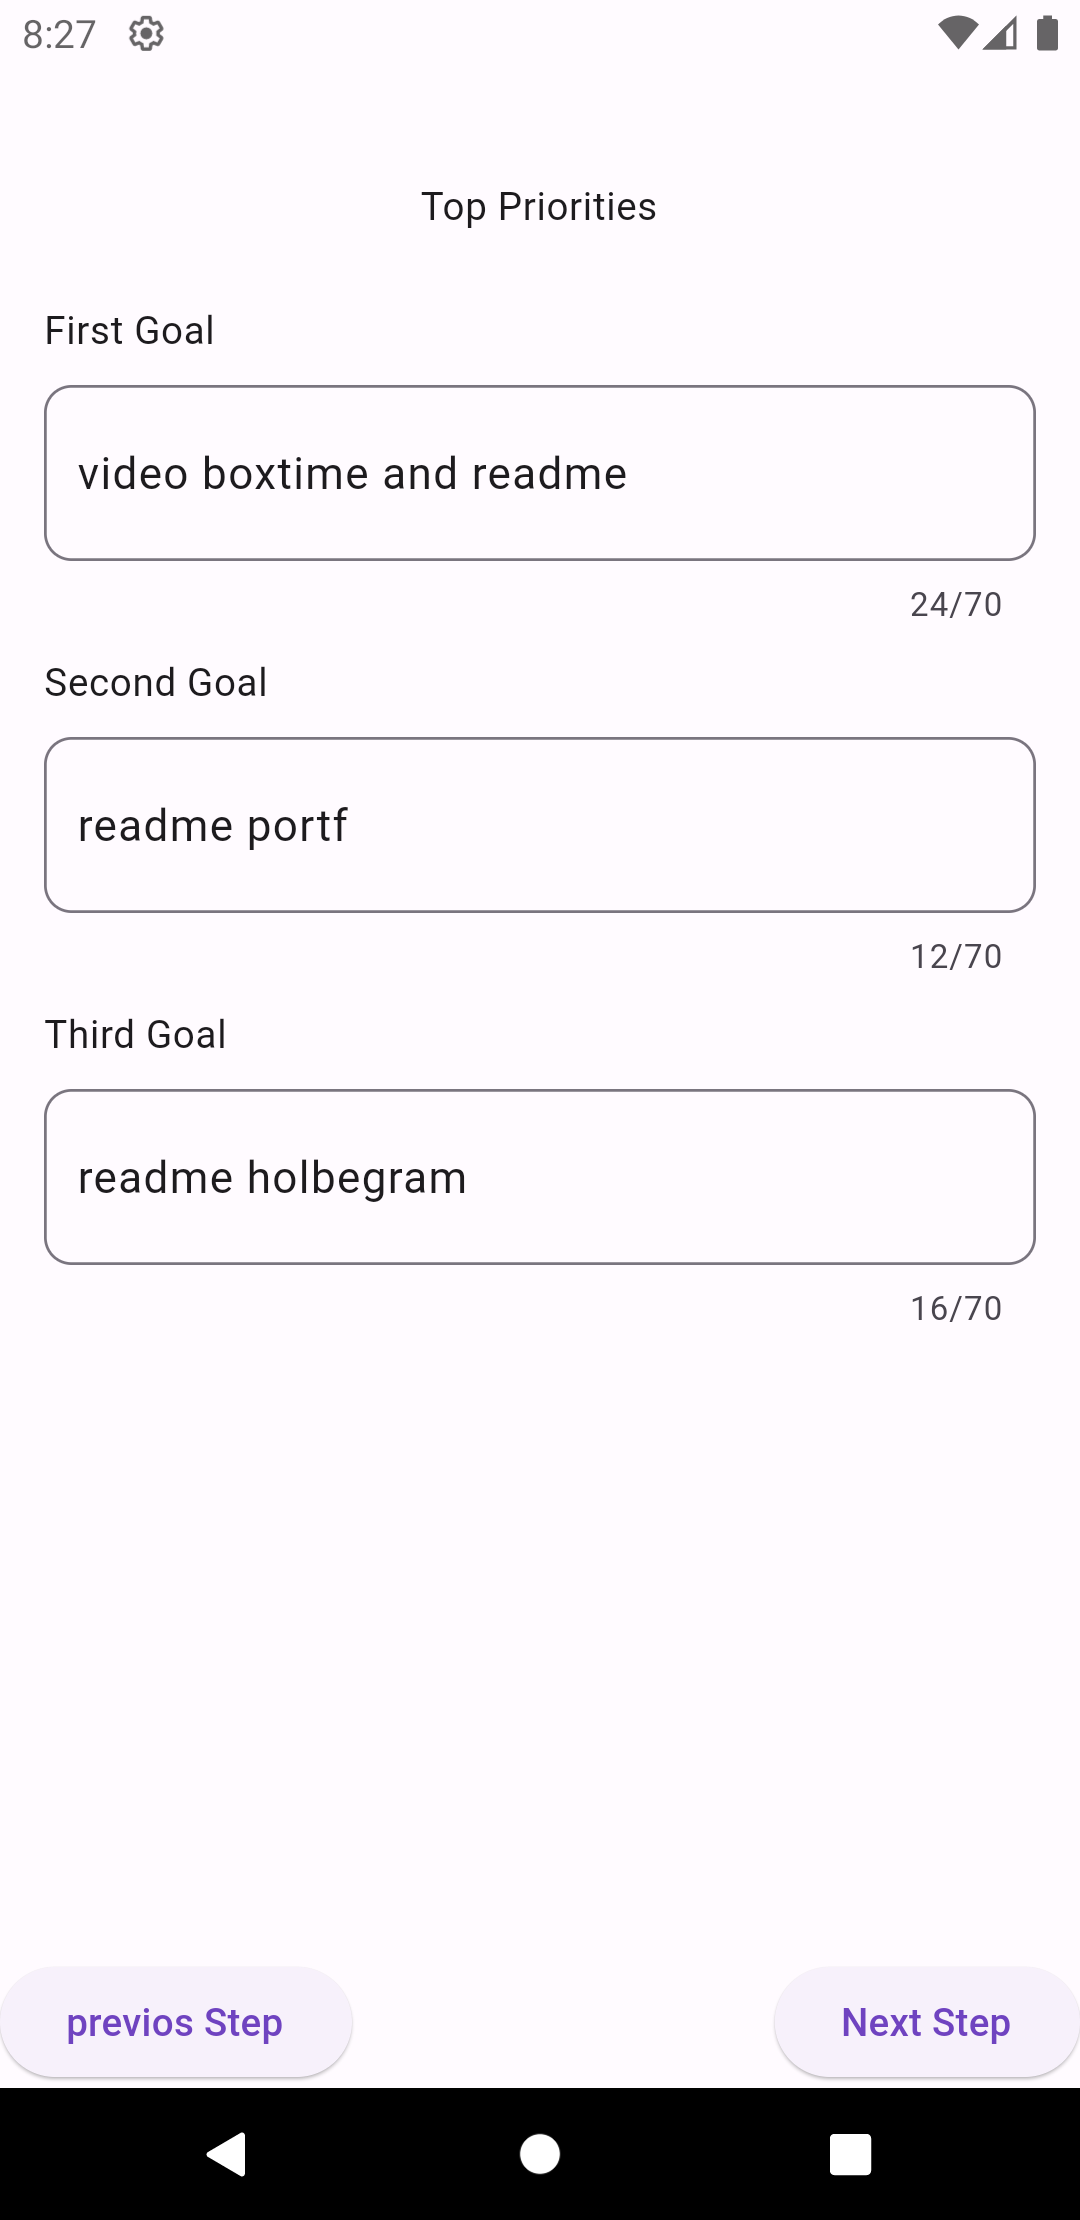 8:27
Top Priorities
First Goal
video boxtime and readme
24/70
Second Goal
readme portf
12/70
Third Goal
readme holbegram
16/70
previos Step
Next Step